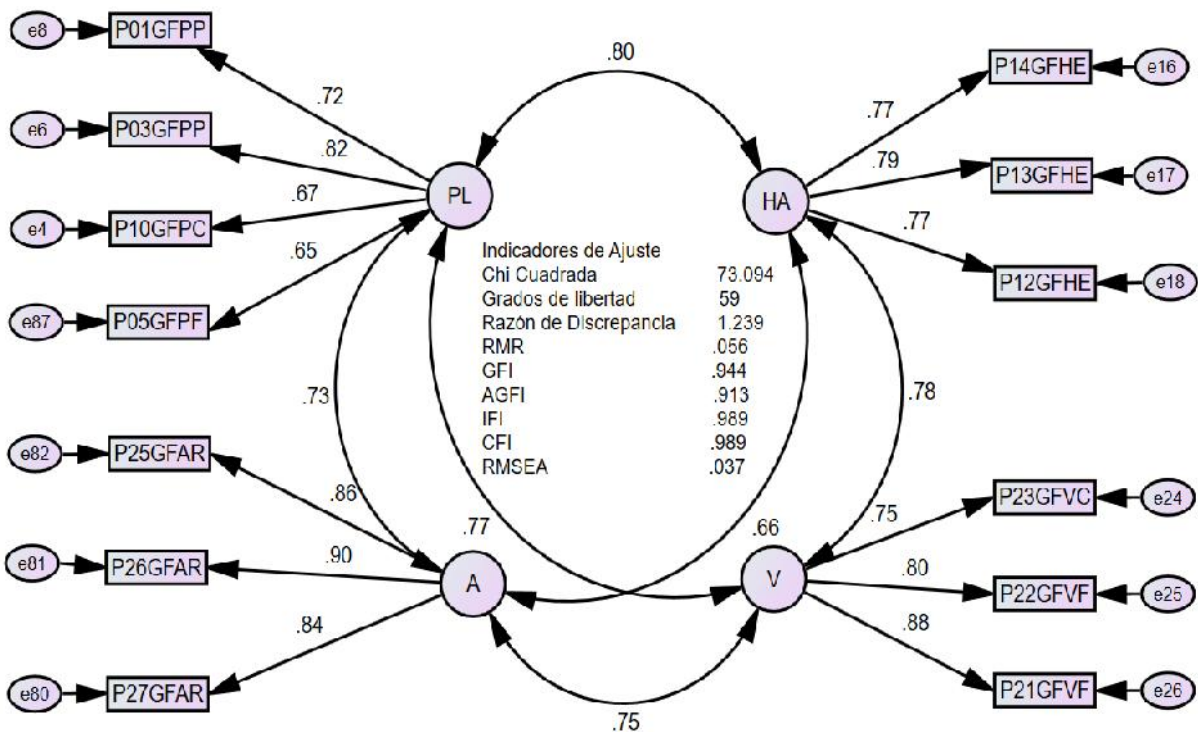 e8 P01GFPP
.72
e6 P03GFPP
.82
e4 P10GFPC
.67
e87 P05GFPF
.65
PL
.80
HA
P14GFHE e16
.77
P13GFHE e17
.79
P12GFHE e18
.77
Indicadores de Ajuste
Chi Cuadrada 73.094
Grados de libertad 59
Razón de Discrepancia 1.239
RMR .056
GFI .944
AGFI .913
IFI .989
CFI .989
RMSEA .037
.73
.78
e82 P25GFAR
.86
e81 P26GFAR
.90
e80 P27GFAR
.84
.77
A
.66
V
P23GFVC e24
.75
P22GFVF e25
.80
P21GFVF e26
.88
.75